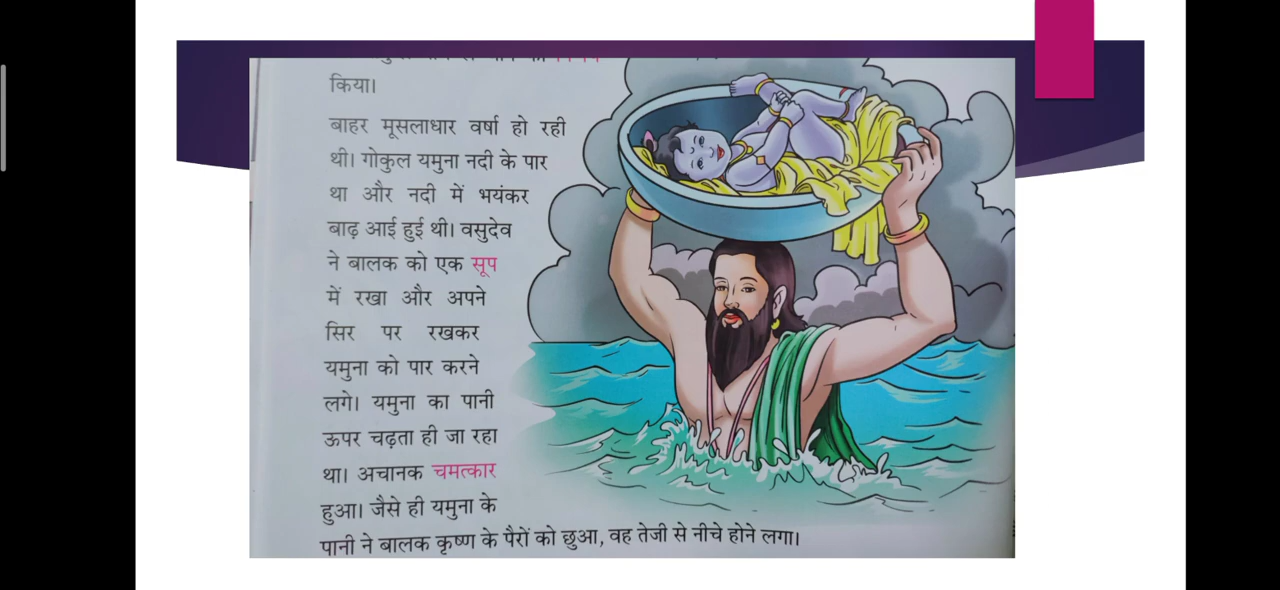 किया।
बाहर मूसलाधार वर्षा हो रही
थी। गोकुल यमुना नदी के पार
था और नदी में भयंकर
बाढ़ आई हुई थी। वसुदेव
ने बालक को एक सूप
में रखा और अपने
सिर पर रखकर
यमुना को पार करने
लगे। यमुना का पानी
ऊपर चढ़ता ही जा रहा
था। अचानक चमत्कार
हुआ। जैसे ही यमुना के
पानी ने बालक कृष्ण के पैरों को छुआ, वह तेजी से नीचे होने लगा।